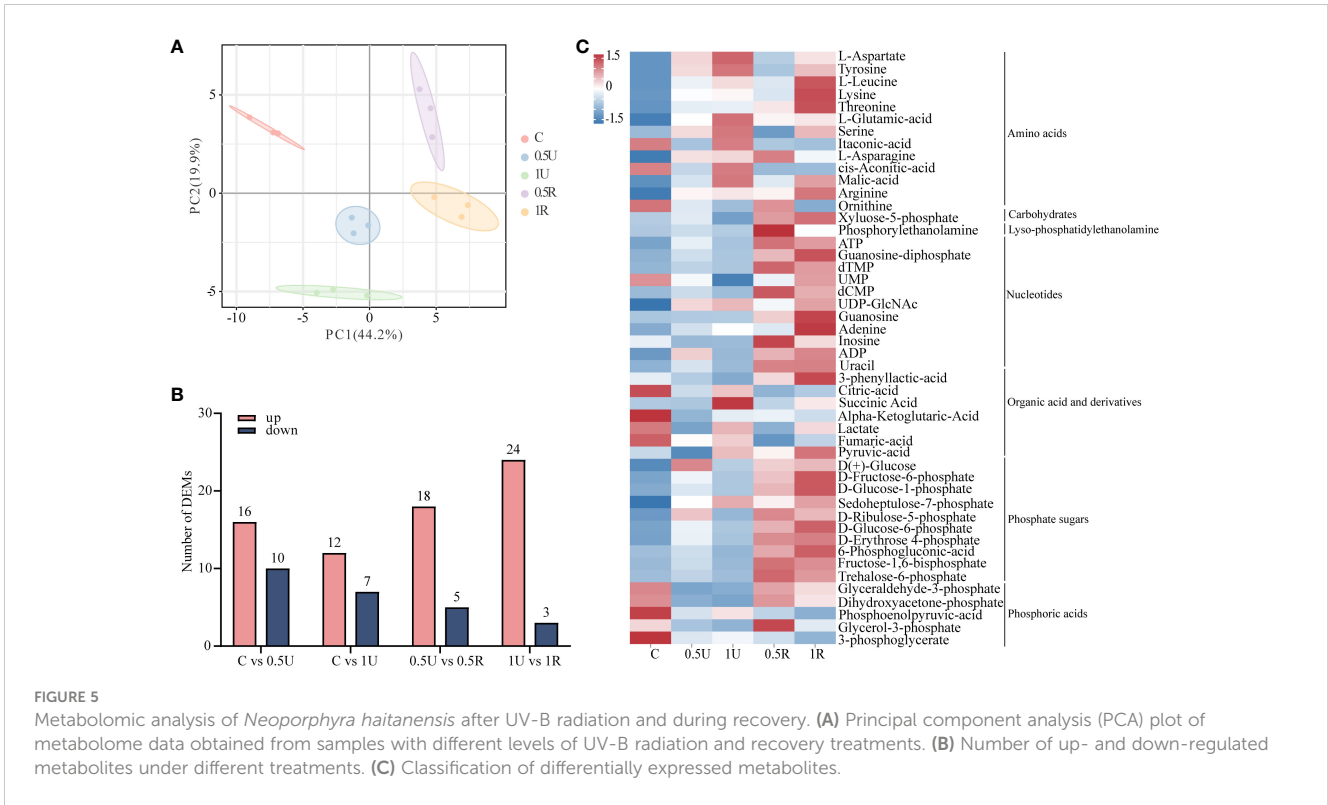 A
5
0
-5
PC2(19.9%)
-10
-5
0
5
PC1(44.2%)
C
0.5U
1U
0.5R
1R
B
30
20
10
0
Number of DEMs
up
down
16
10
12
7
18
5
24
3
C vs 0.5U
C vs 1U
0.5U vs 0.5R
1U vs 1R
C
1.5
0
-1.5
L-Aspartate
Tyrosine
L-Leucine
Lysine
Threonine
L-Glutamic-acid
Serine
Itaconic-acid
L-Asparagine
cis-Aconitic-acid
Malic-acid
Arginine
Ornithine
Xyluose-5-phosphate
Phosphorylethanolamine
ATP
Guanosine-diphosphate
dTMP
UMP
dCMP
UDP-GlcNAc
Guanosine
Adenine
Inosine
ADP
Uracil
3-phenyllactic-acid
Citric-acid
Succinic Acid
Alpha-Ketoglutaric-Acid
Lactate
Fumaric-acid
Pyruvic-acid
D(+)-Glucose
D-Fructose-6-phosphate
D-Glucose-1-phosphate
Sedoheptulose-7-phosphate
D-Ribulose-5-phosphate
D-Glucose-6-phosphate
D-Erythrose 4-phosphate
6-Phosphogluconic-acid
Fructose-1,6-bisphosphate
Trehalose-6-phosphate
Glyceraldehyde-3-phosphate
Dihydroxyacetone-phosphate
Phosphoenolpyruvic-acid
Glycerol-3-phosphate
3-phosphoglycerate
C
0.5U
1U
0.5R
1R
Amino acids
Carbohydrates
Lyso-phosphatidylethanolamine
Nucleotides
Organic acid and derivatives
Phosphate sugars
Phosphoric acids
FIGURE 5
Metabolomic analysis of Neoporphyra haitanensis after UV-B radiation and during recovery. (A) Principal component analysis (PCA) plot of
metabolome data obtained from samples with different levels of UV-B radiation and recovery treatments. (B) Number of up- and down-regulated
metabolites under different treatments. (C) Classification of differentially expressed metabolites.